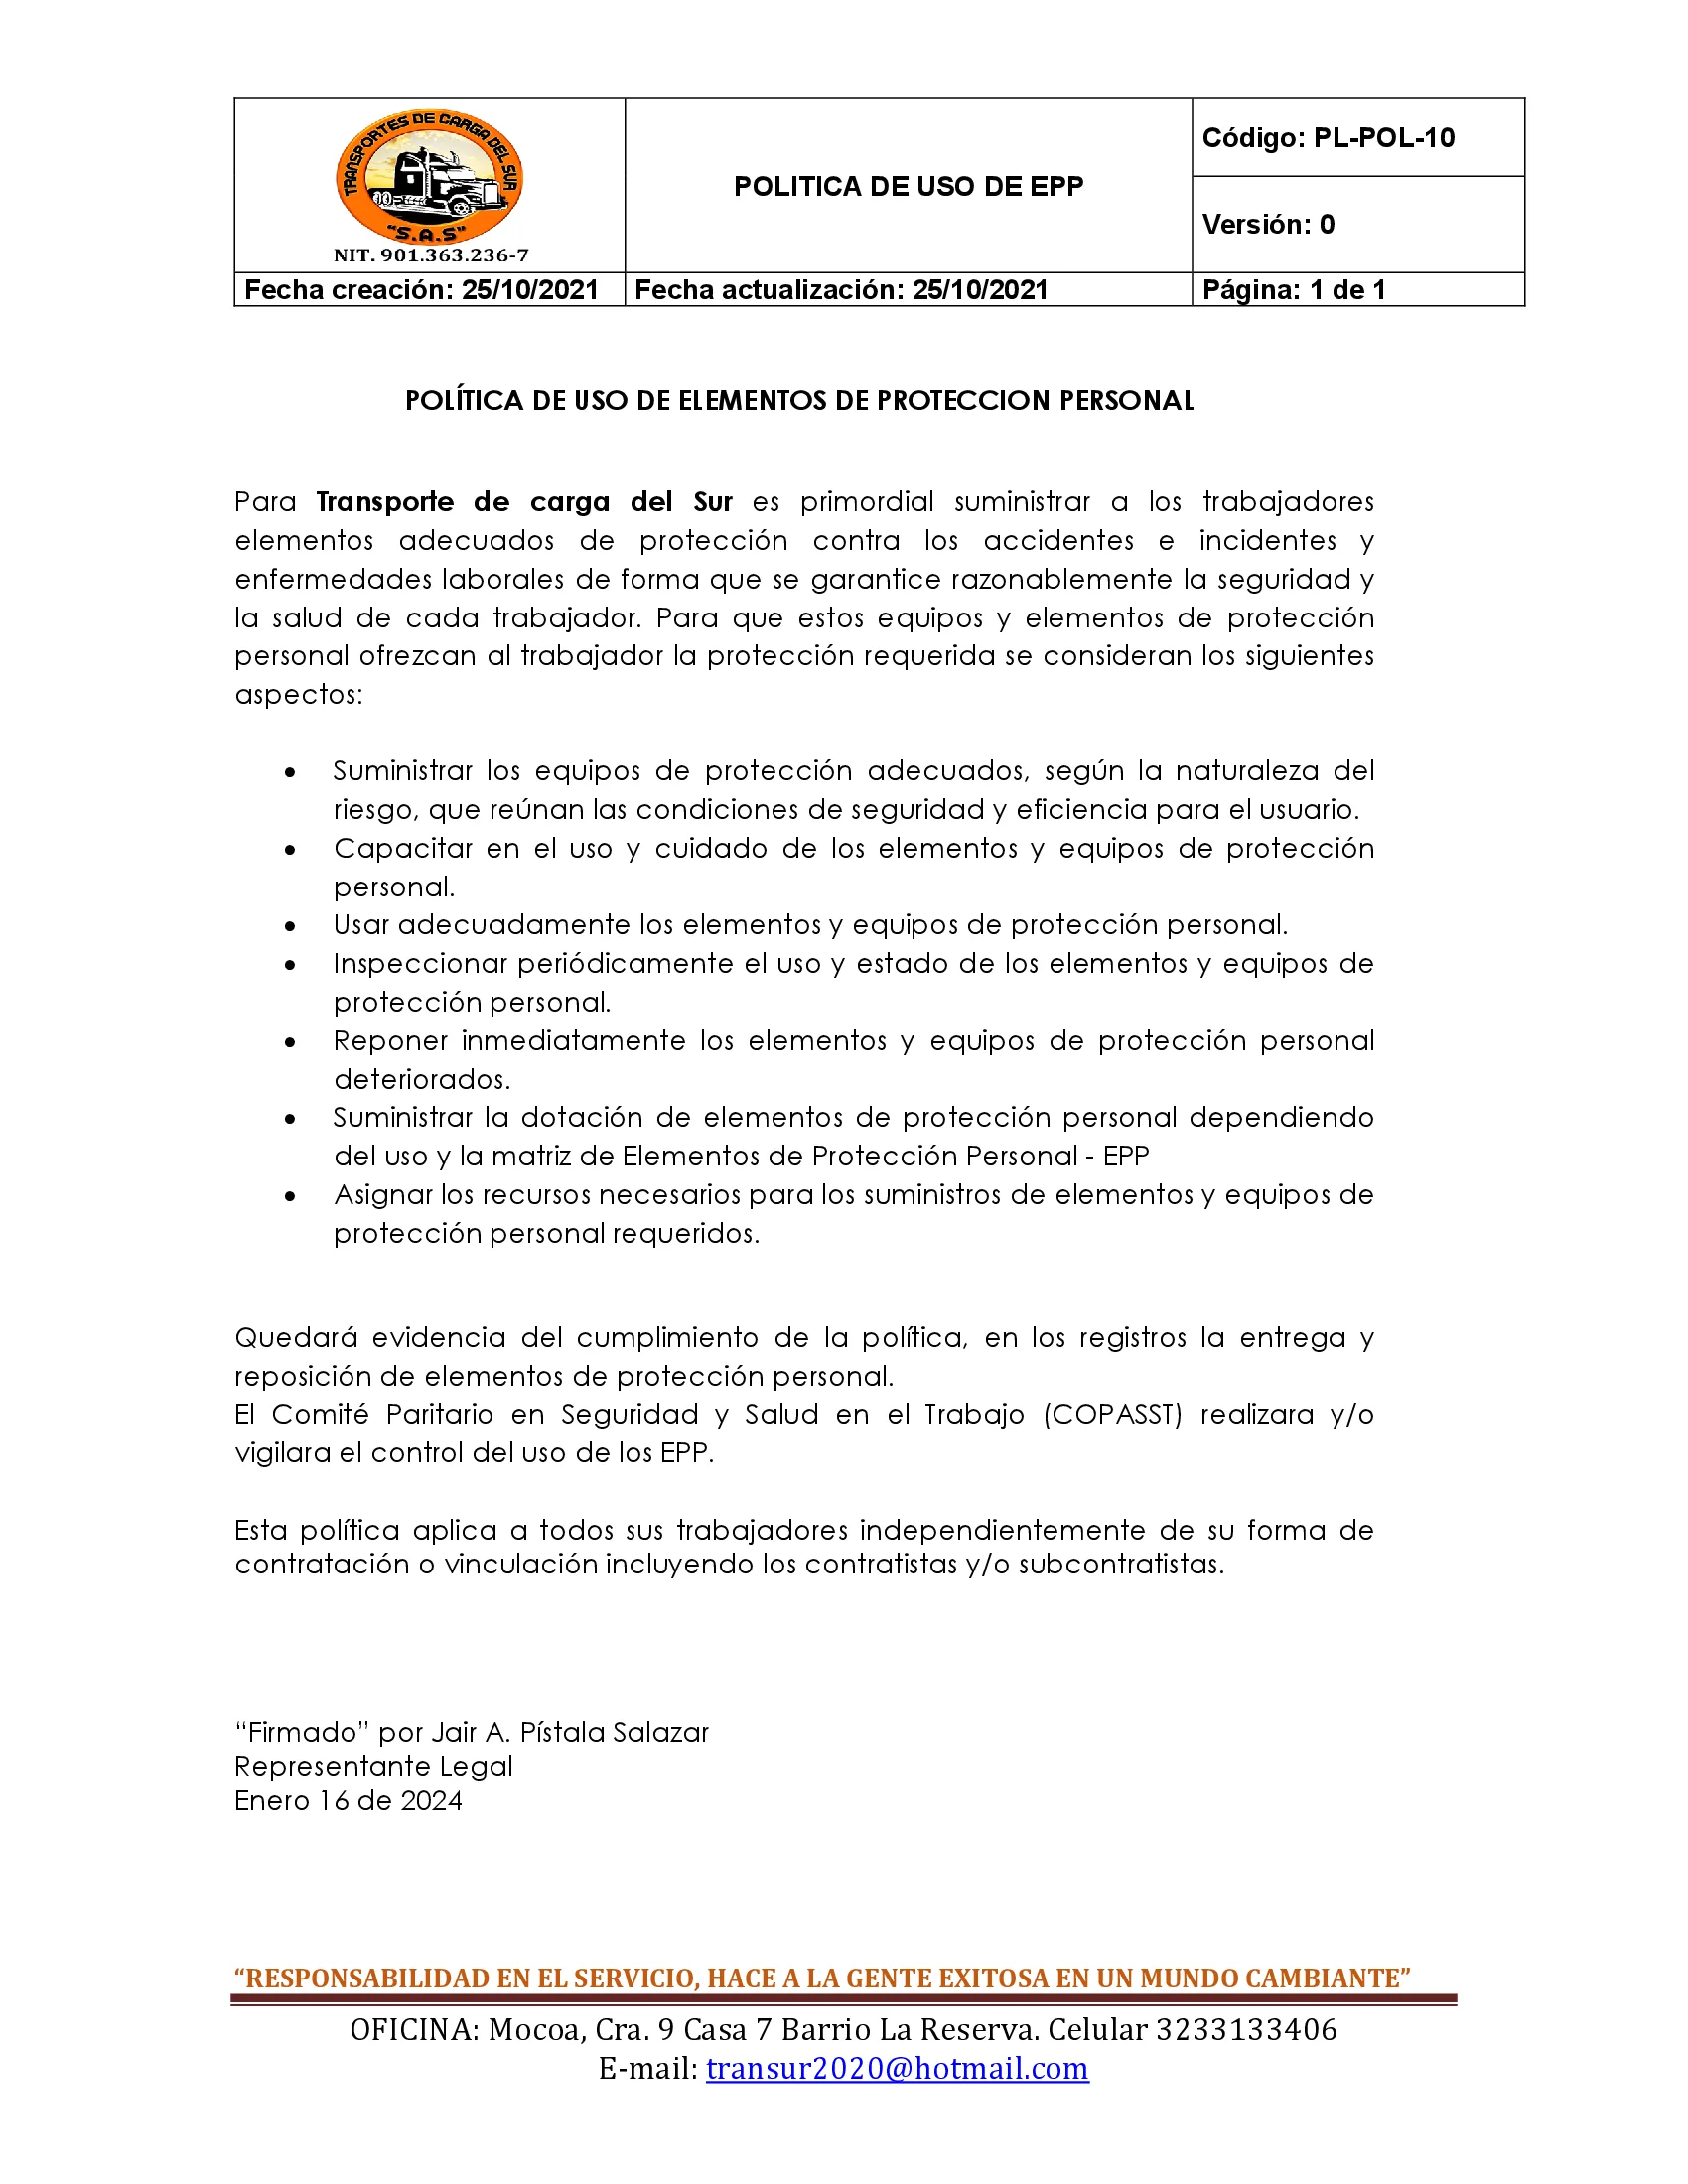 TRANSPORTES DE CARGA DEL SUR
"S.A.S"
NIT. 901.363.236-7
POLITICA DE USO DE EPP
Código: PL-POL-10
Versión: 0
Fecha creación: 25/10/2021
Fecha actualización: 25/10/2021
Página: 1 de 1
POLÍTICA DE USO DE ELEMENTOS DE PROTECCION PERSONAL
Para Transporte de carga del Sur es primordial suministrar a los trabajadores
elementos adecuados de protección contra los accidentes e incidentes y
enfermedades laborales de forma que se garantice razonablemente la seguridad y
la salud de cada trabajador. Para que estos equipos y elementos de protección
personal ofrezcan al trabajador la protección requerida se consideran los siguientes
aspectos:
• Suministrar los equipos de protección adecuados, según la naturaleza del
riesgo, que reúnan las condiciones de seguridad y eficiencia para el usuario.
• Capacitar en el uso y cuidado de los elementos y equipos de protección
personal.
• Usar adecuadamente los elementos y equipos de protección personal.
• Inspeccionar periódicamente el uso y estado de los elementos y equipos de
protección personal.
• Reponer inmediatamente los elementos y equipos de protección personal
deteriorados.
• Suministrar la dotación de elementos de protección personal dependiendo
del uso y la matriz de Elementos de Protección Personal - EPP
• Asignar los recursos necesarios para los suministros de elementos y equipos de
protección personal requeridos.
Quedará evidencia del cumplimiento de la política, en los registros la entrega y
reposición de elementos de protección personal.
El Comité Paritario en Seguridad y Salud en el Trabajo (COPASST) realizara y/o
vigilara el control del uso de los EPP.
Esta política aplica a todos sus trabajadores independientemente de su forma de
contratación o vinculación incluyendo los contratistas y/o subcontratistas.
“Firmado” por Jair A. Pístala Salazar
Representante Legal
Enero 16 de 2024
“RESPONSABILIDAD EN EL SERVICIO, HACE A LA GENTE EXITOSA EN UN MUNDO CAMBIANTE”
OFICINA: Mocoa, Cra. 9 Casa 7 Barrio La Reserva. Celular 3233133406
E-mail: transur2020@hotmail.com